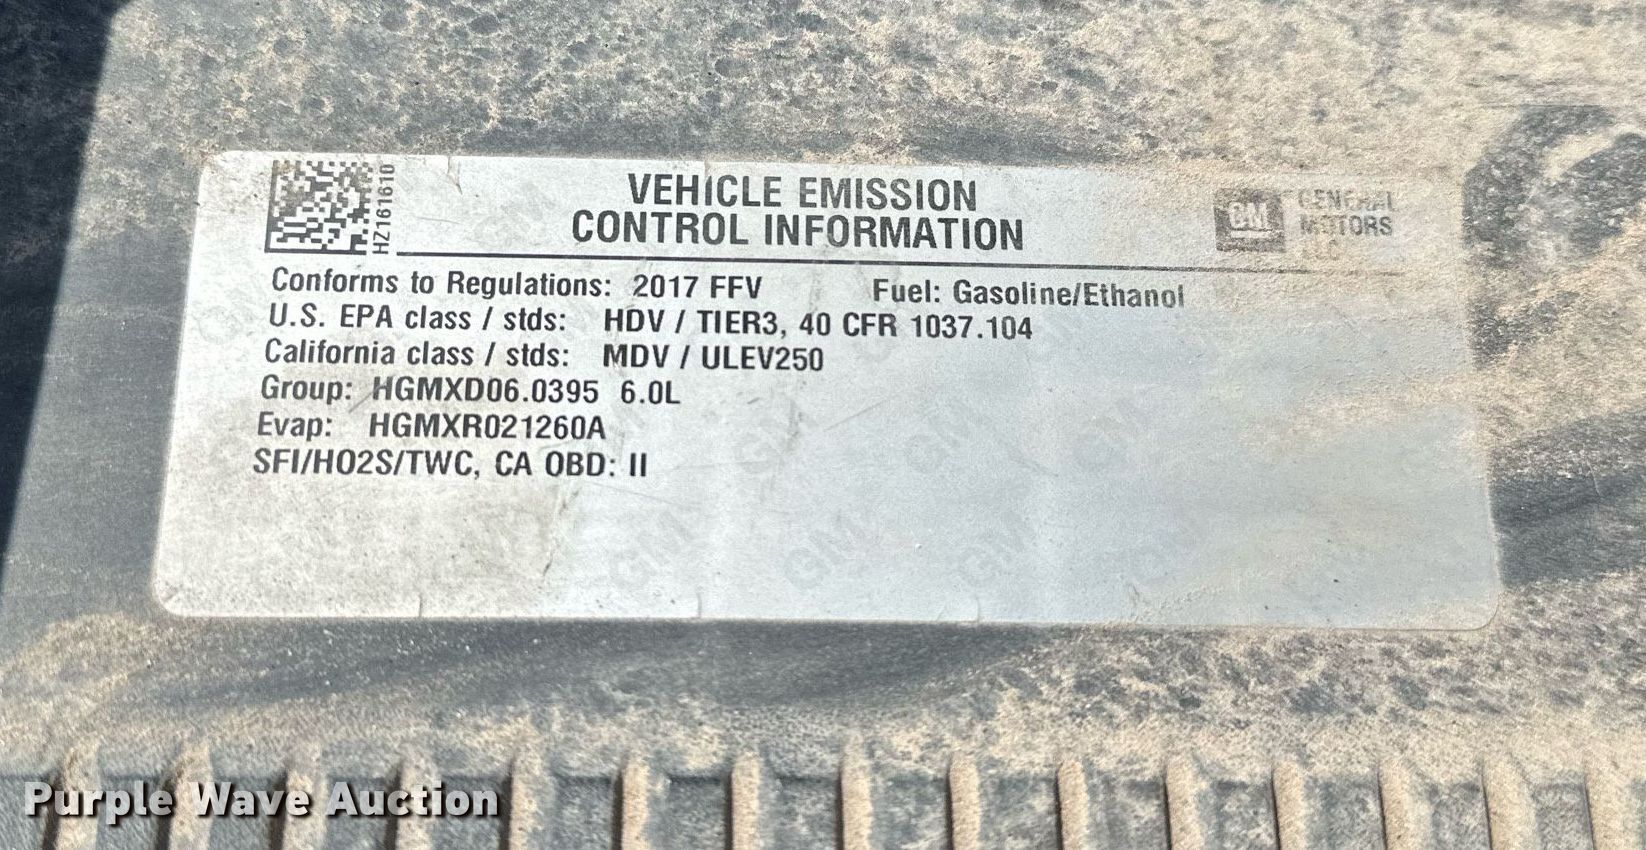 HZ161610
VEHICLE EMISSION
CONTROL INFORMATION
GM
GENERAL
MOTORS
LLC
Conforms to Regulations: 2017 FFV Fuel: Gasoline/Ethanol
U.S. EPA class / stds: HDV / TIER3, 40 CFR 1037.104
California class / stds: MDV / ULEV250
Group: HGMXD06.0395 6.0L
Evap: HGMXR021260A
SFI/HO2S/TWC, CA OBD: II
Purple Wave Auction